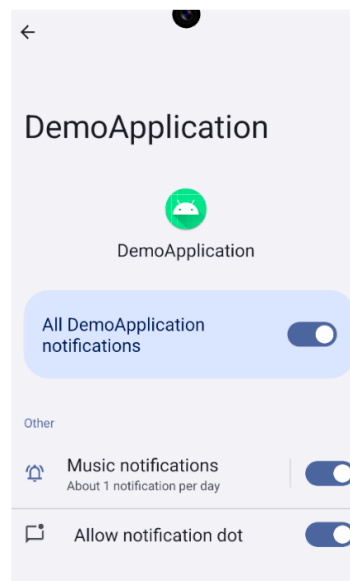 DemoApplication
DemoApplication
All DemoApplication
notifications
Other
Music notifications
About 1 notification per day
Allow notification dot